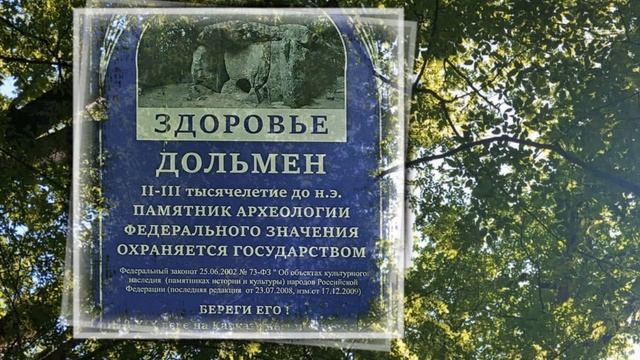 ЗДОРОВЬЕ
ДОЛЬМЕН
II-III тысячелетие до н.э.
ПАМЯТНИК АРХЕОЛОГИИ
ФЕДЕРАЛЬНОГО ЗНАЧЕНИЯ
ОХРАНЯЕТСЯ ГОСУДАРСТВОМ
Федеральный законат 25.06.2002 № 73-ФЗ " Об объектах культурного
наследия (памятниках истории и культуры) народов Российской
Федерации (последняя редакция от 23.07.2008, изм.от 17.12.2009)
БЕРЕГИ ЕГО !